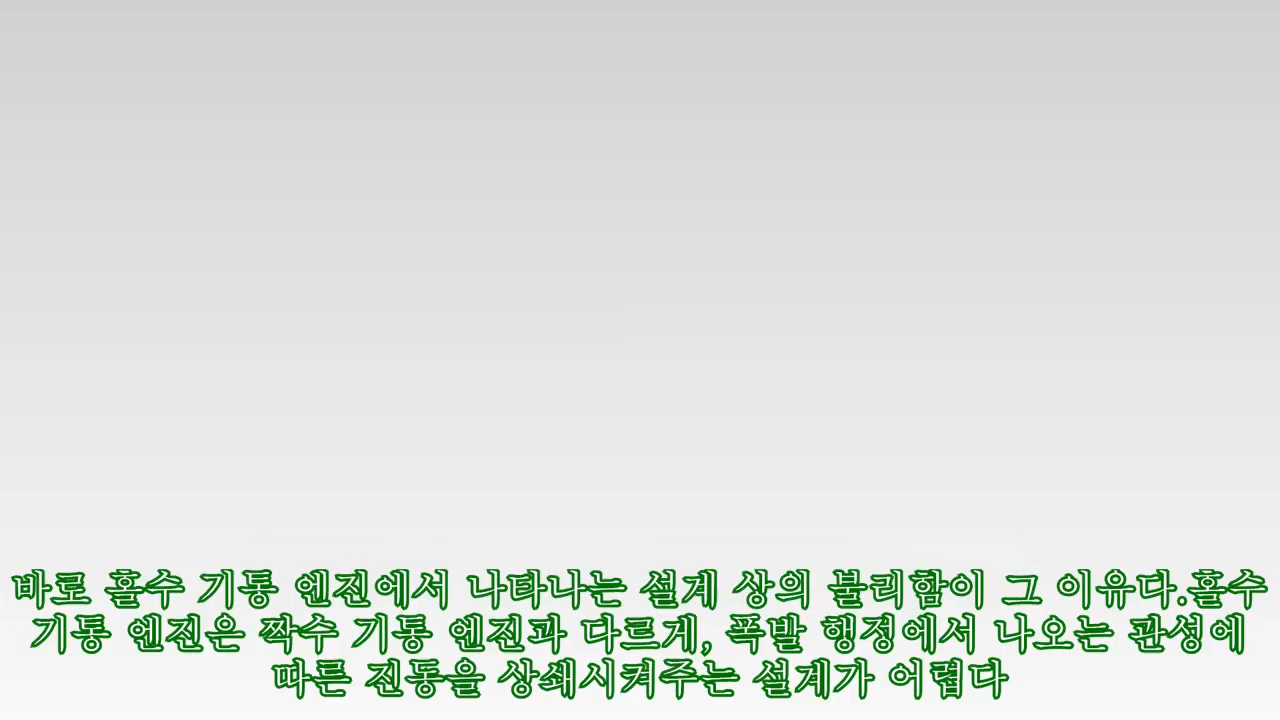 바로 홀수 기통 엔진에서 나타나는 설계 상의 불리함이 그 이유다.홀수
기통 엔진은 짝수 기통 엔진과 다르게, 폭발 행정에서 나오는 관성에
따른 진동을 상쇄시켜주는 설계가 어렵다